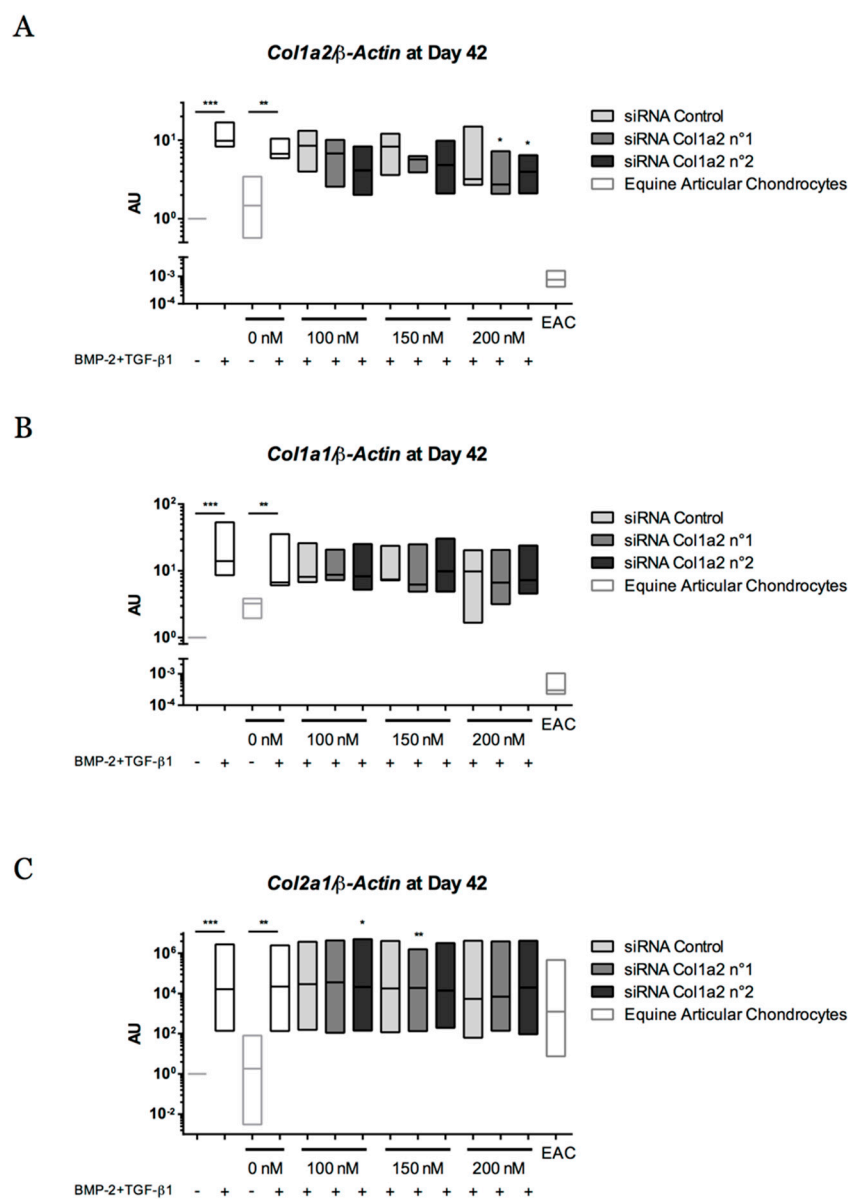 A
Col1a2/β-Actin at Day 42
*** ** * *
siRNA Control
siRNA Col1a2 n°1
siRNA Col1a2 n°2
Equine Articular Chondrocytes
AU
10¹
10⁰
10⁻³
10⁻⁴
0 nM 100 nM 150 nM 200 nM EAC
BMP-2+TGF-β1 - + - + + + + + + + + + +
B
Col1a1/β-Actin at Day 42
*** **
siRNA Control
siRNA Col1a2 n°1
siRNA Col1a2 n°2
Equine Articular Chondrocytes
AU
10²
10¹
10⁰
10⁻³
10⁻⁴
0 nM 100 nM 150 nM 200 nM EAC
BMP-2+TGF-β1 - + - + + + + + + + + + +
C
Col2a1/β-Actin at Day 42
*** ** * **
siRNA Control
siRNA Col1a2 n°1
siRNA Col1a2 n°2
Equine Articular Chondrocytes
AU
10⁶
10⁴
10²
10⁰
10⁻²
0 nM 100 nM 150 nM 200 nM EAC
BMP-2+TGF-β1 - + - + + + + + + + + + +